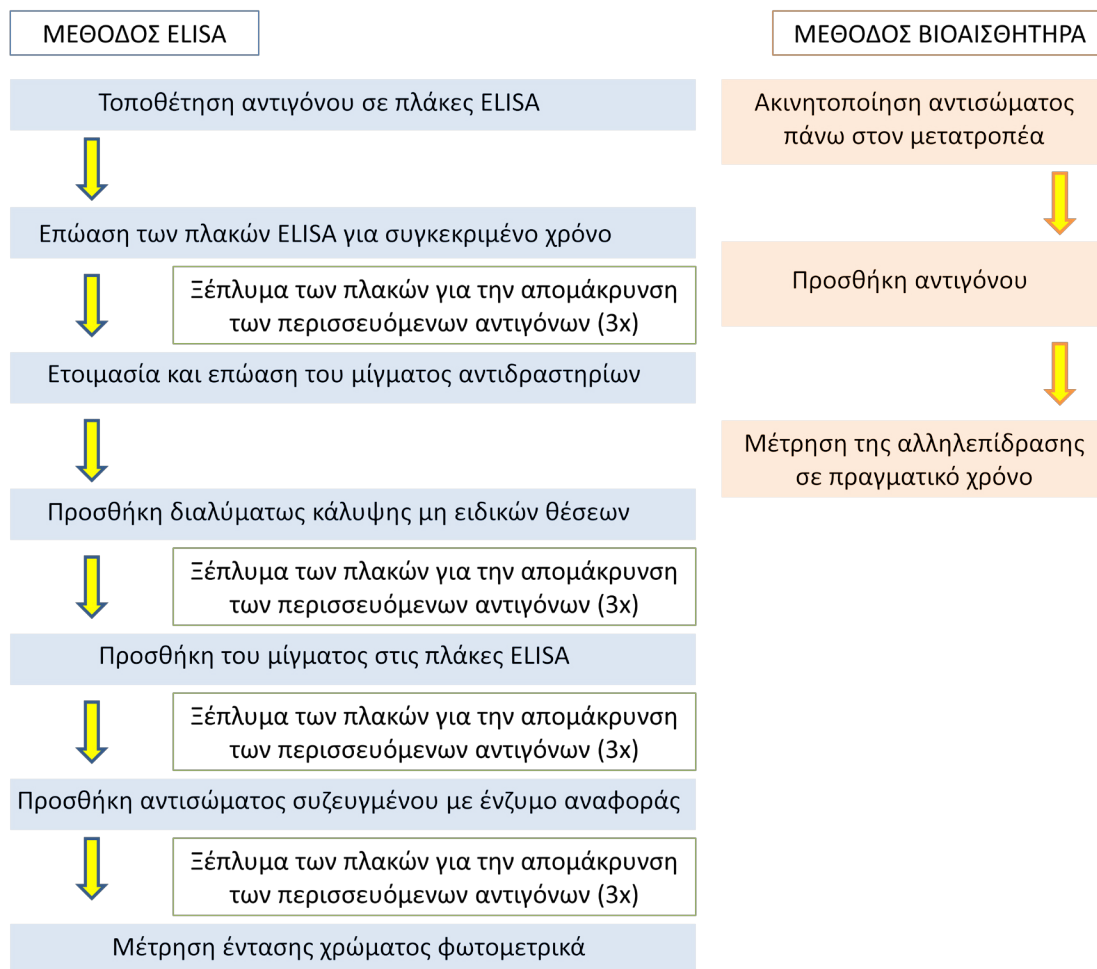 ΜΕΘΟΔΟΣ ELISA
Τοποθέτηση αντιγόνου σε πλάκες ELISA
Επώαση των πλακών ELISA για συγκεκριμένο χρόνο
Ξέπλυμα των πλακών για την απομάκρυνση
των περισσευόμενων αντιγόνων (3x)
Ετοιμασία και επώαση του μίγματος αντιδραστηρίων
Προσθήκη διαλύματως κάλυψης μη ειδικών θέσεων
Ξέπλυμα των πλακών για την απομάκρυνση
των περισσευόμενων αντιγόνων (3x)
Προσθήκη του μίγματος στις πλάκες ELISA
Ξέπλυμα των πλακών για την απομάκρυνση
των περισσευόμενων αντιγόνων (3x)
Προσθήκη αντισώματος συζευγμένου με ένζυμο αναφοράς
Ξέπλυμα των πλακών για την απομάκρυνση
των περισσευόμενων αντιγόνων (3x)
Μέτρηση έντασης χρώματος φωτομετρικά
ΜΕΘΟΔΟΣ ΒΙΟΑΙΣΘΗΤΗΡΑ
Ακινητοποίηση αντισώματος
πάνω στον μετατροπέα
Προσθήκη αντιγόνου
Μέτρηση της αλληλεπίδρασης
σε πραγματικό χρόνο